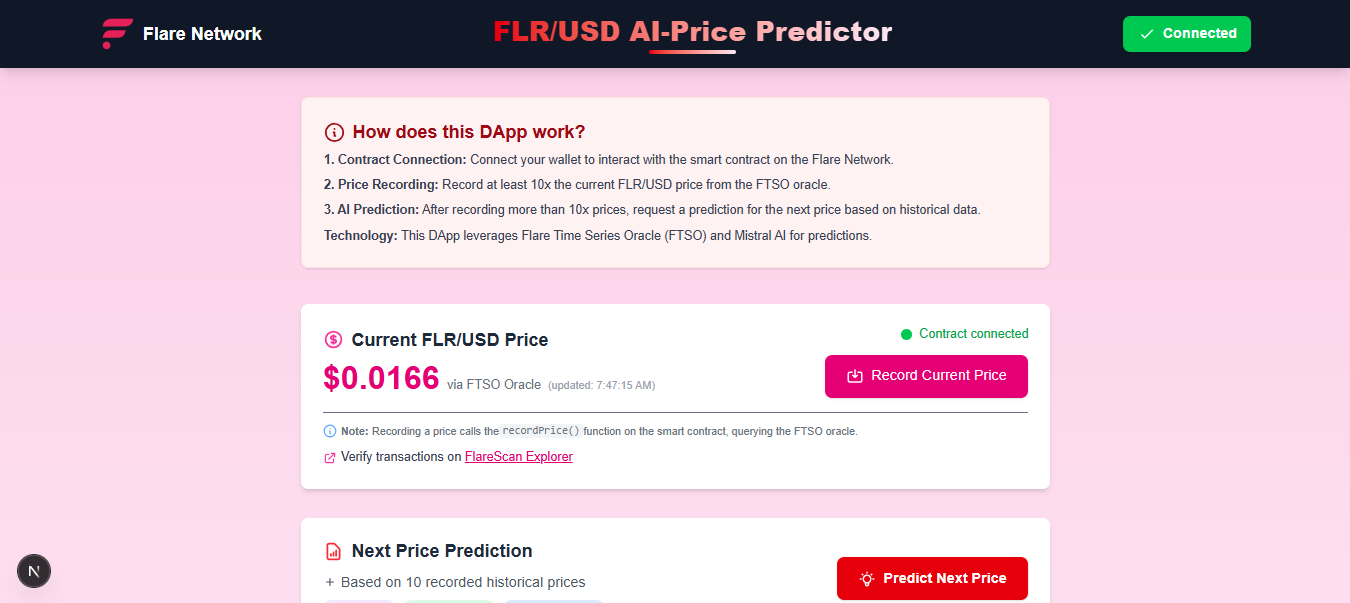 Flare Network
FLR/USD AI-Price Predictor
Connected
How does this DApp work?
1. Contract Connection: Connect your wallet to interact with the smart contract on the Flare Network.
2. Price Recording: Record at least 10x the current FLR/USD price from the FTSO oracle.
3. AI Prediction: After recording more than 10x prices, request a prediction for the next price based on historical data.
Technology: This DApp leverages Flare Time Series Oracle (FTSO) and Mistral AI for predictions.
Current FLR/USD Price
Contract connected
$0.0166 via FTSO Oracle (updated: 7:47:15 AM)
Record Current Price
Note: Recording a price calls the recordPrice() function on the smart contract, querying the FTSO oracle.
Verify transactions on FlareScan Explorer
Next Price Prediction
+ Based on 10 recorded historical prices
Predict Next Price
N